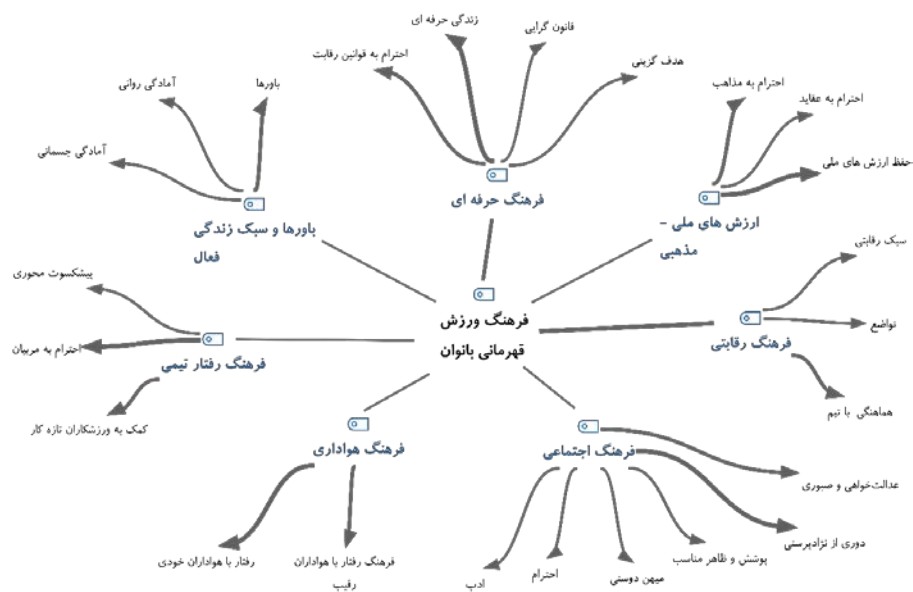 زندگی حرفه ای
قانون گرایی
احترام به قوانین رقابت
هدف گزینی
باورها
آمادگی روانی
آمادگی جسمانی
احترام به مذاهب
احترام به عقاید
حفظ ارزش های ملی
فرهنگ حرفه ای
باورها و سبک زندگی
فعال
ارزش های ملی -
مذهبی
سبک رقابتی
پیشکسوت محوری
فرهنگ ورزش
قهرمانی بانوان
تواضع
فرهنگ رقابتی
احترام به مربیان
فرهنگ رفتار تیمی
هماهنگی با تیم
کمک به ورزشکاران تازه کار
فرهنگ هواداری
فرهنگ اجتماعی
عدالت‌خواهی و صبوری
دوری از نژادپرستی
رفتار با هواداران خودی
فرهنگ رفتار با هواداران
رقیب
پوشش و ظاهر مناسب
میهن دوستی
احترام
ادب